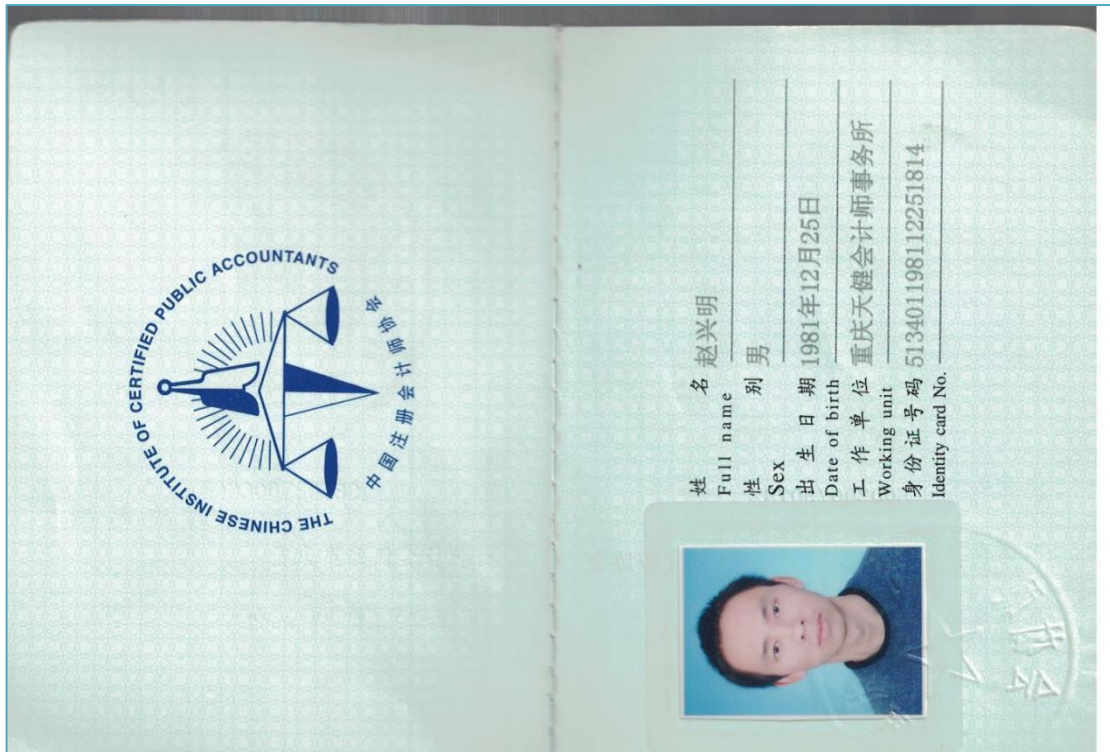 THE CHINESE INSTITUTE OF CERTIFIED PUBLIC ACCOUNTANTS
中国注册会计师协会
姓 名 赵兴明
Full name
性 别 男
Sex
出生日期 1981年12月25日
Date of birth
工作单位 重庆天健会计师事务所
Working unit
身份证号码 513401198112251814
Identity card No.